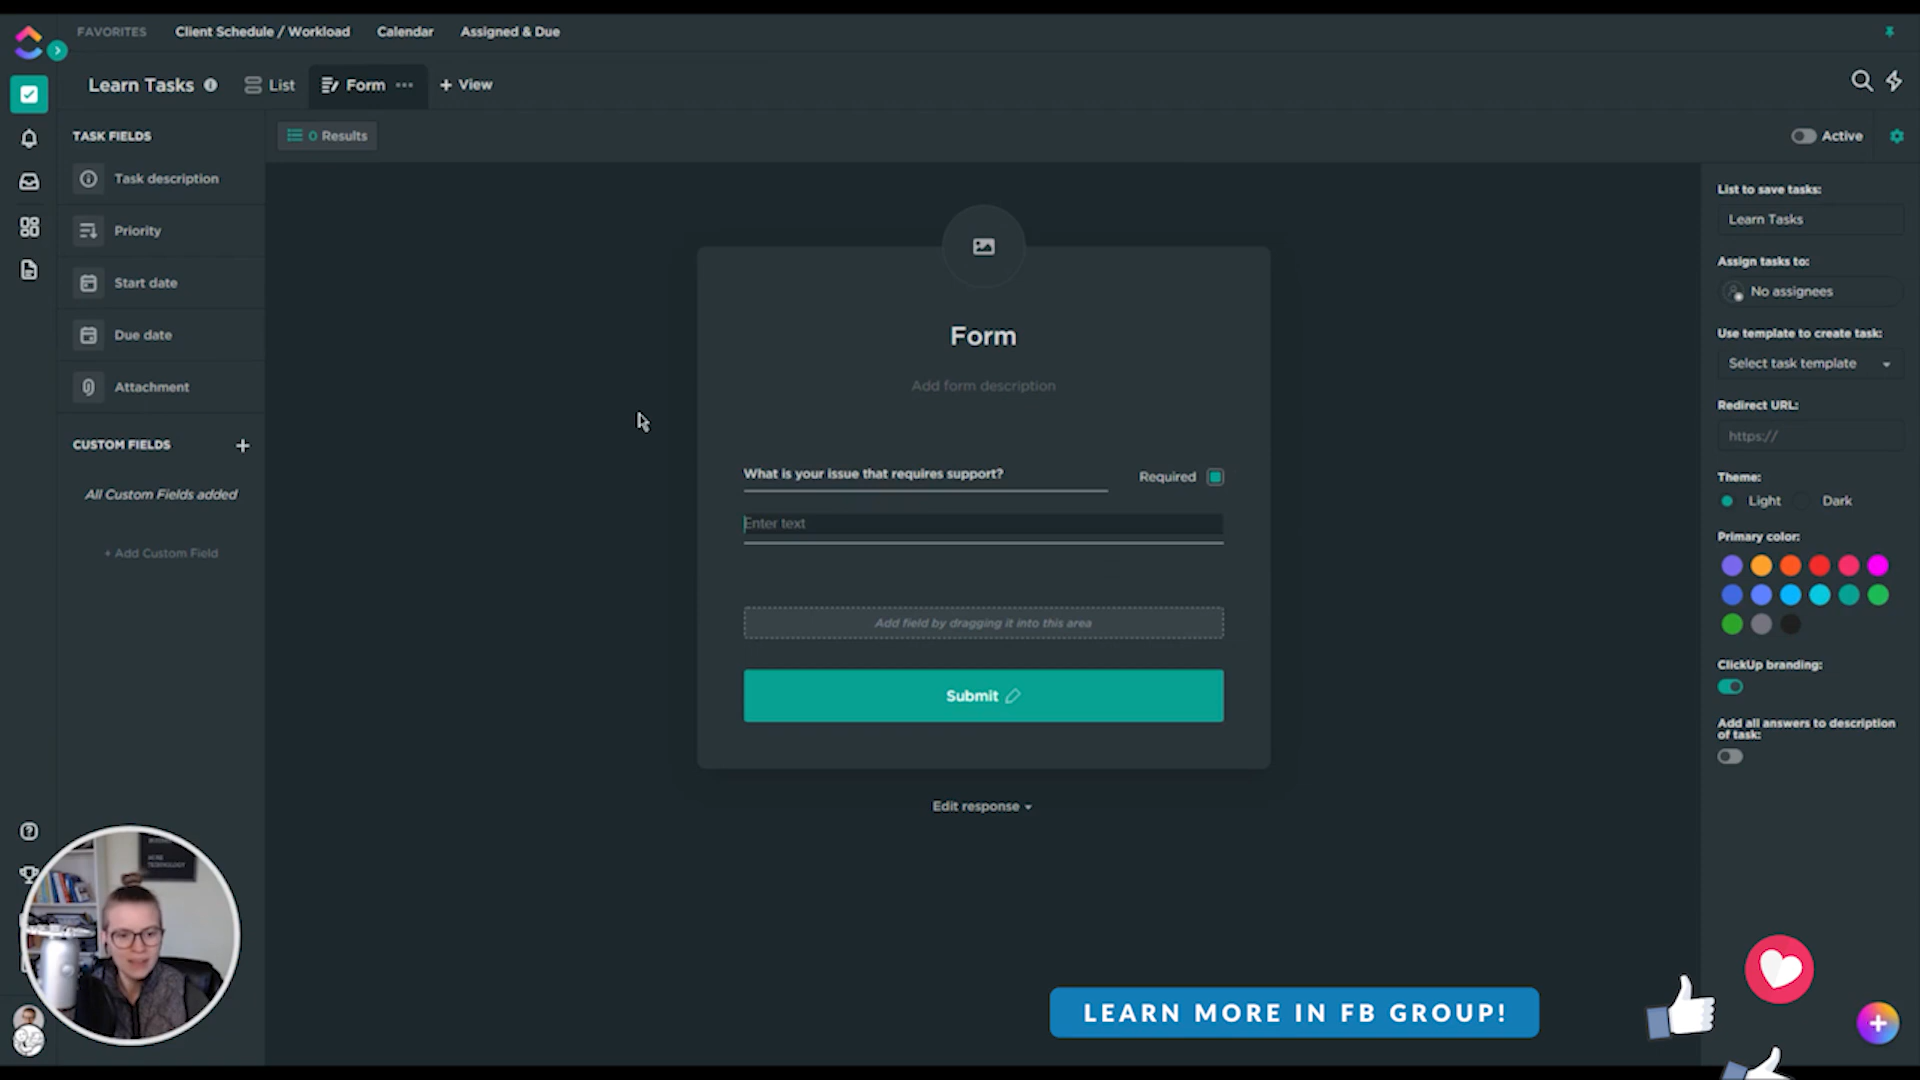 FAVORITES
Client Schedule / Workload
Calendar
Assigned & Due
Learn Tasks
List
Form
+ View
TASK FIELDS
0 Results
Active
Task description
Priority
Start date
Due date
Attachment
CUSTOM FIELDS
All Custom Fields added
+ Add Custom Field
Form
Add form description
What is your issue that requires support?
Required
Enter text
Add field by dragging it into this area
Submit
Edit response
List to save tasks:
Learn Tasks
Assign tasks to:
No assignees
Use template to create task:
Select task template
Redirect URL:
https://
Theme:
Light
Dark
Primary color:
ClickUp branding:
Add all answers to description
of task:
LEARN MORE IN FB GROUP!